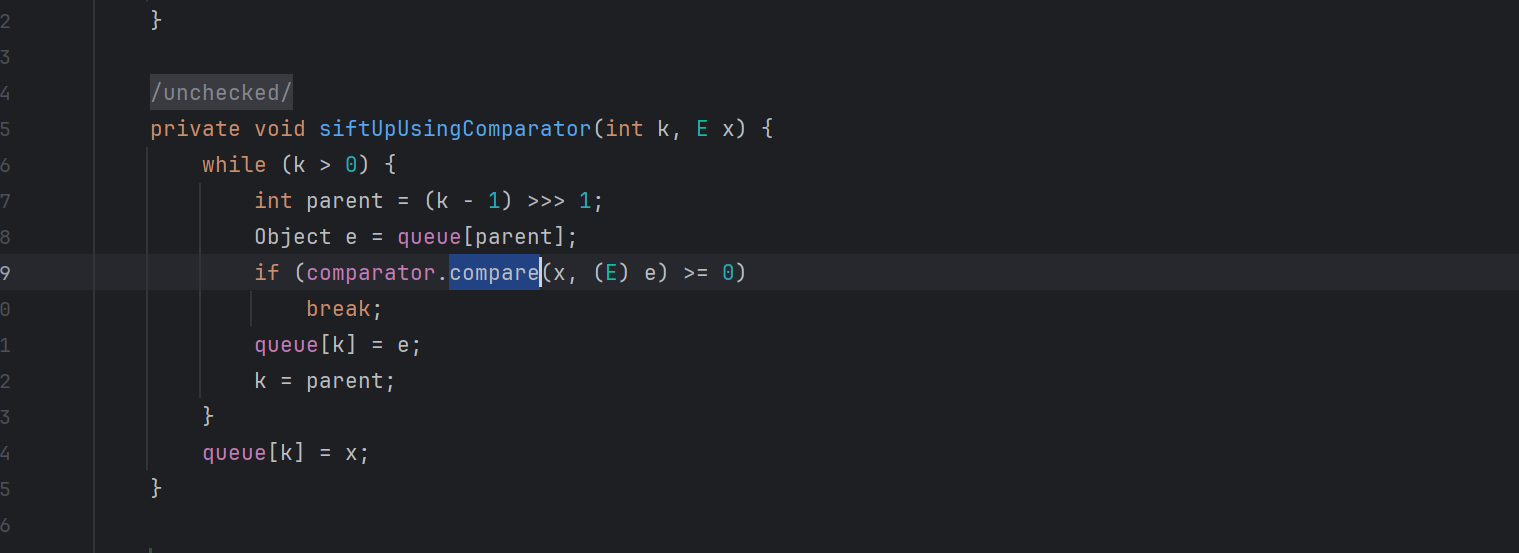 2 }
3
4 /unchecked/
5 private void siftUpUsingComparator(int k, E x) {
6 while (k > 0) {
7 int parent = (k - 1) >>> 1;
8 Object e = queue[parent];
9 if (comparator.compare(x, (E) e) >= 0)
0 break;
1 queue[k] = e;
2 k = parent;
3 }
4 queue[k] = x;
5 }
6